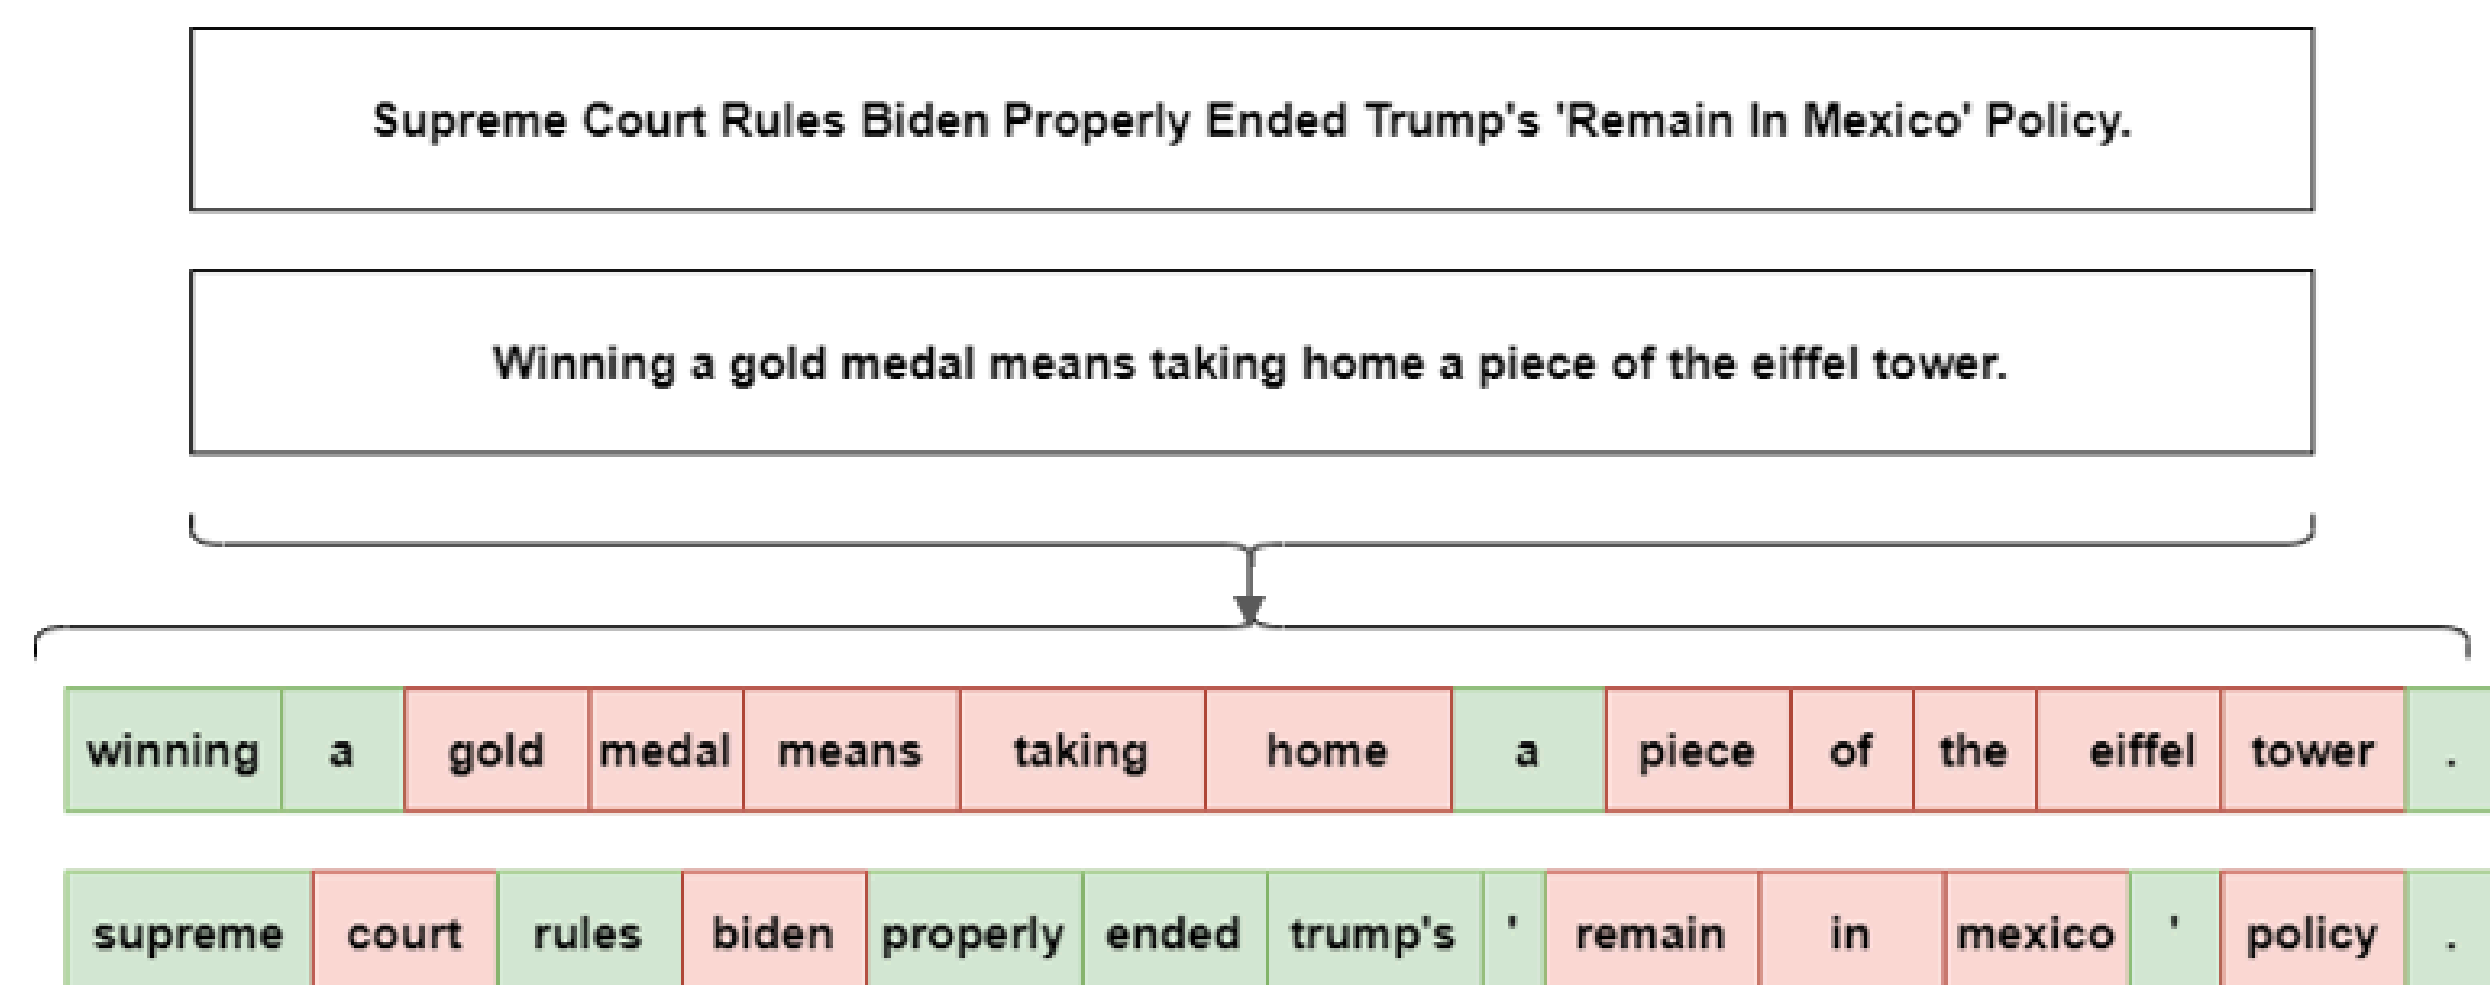 Supreme Court Rules Biden Properly Ended Trump's 'Remain In Mexico' Policy.
Winning a gold medal means taking home a piece of the eiffel tower.
winning a gold medal means taking home a piece of the eiffel tower .
supreme court rules biden properly ended trump's ' remain in mexico ' policy .